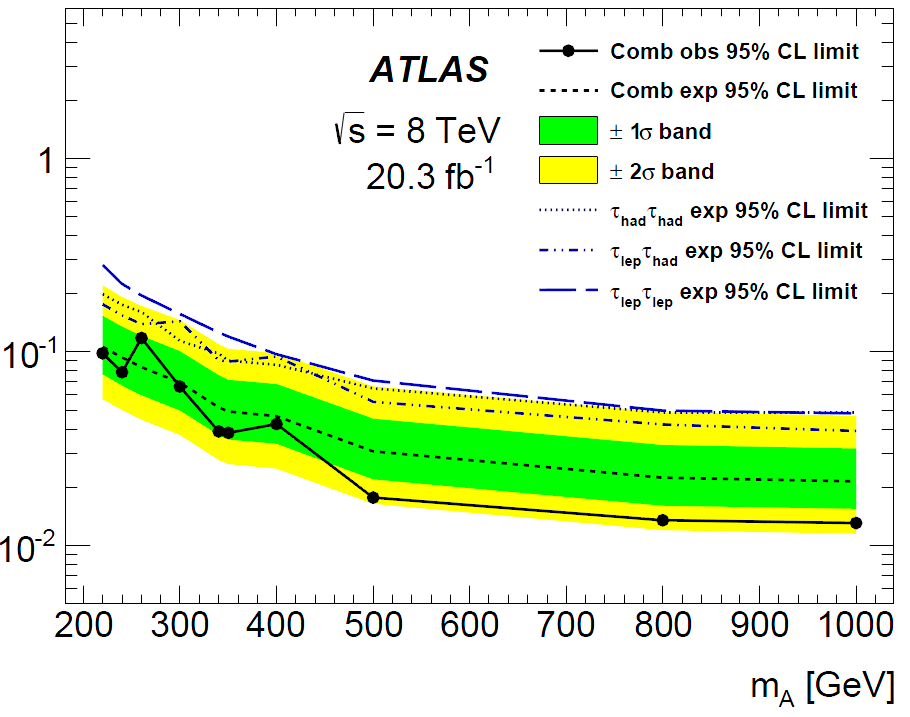 ATLAS
√s = 8 TeV
20.3 fb⁻¹
Comb obs 95% CL limit
Comb exp 95% CL limit
± 1σ band
± 2σ band
τhadτhad exp 95% CL limit
τlepτhad exp 95% CL limit
τlepτlep exp 95% CL limit
1
10⁻¹
10⁻²
200 300 400 500 600 700 800 900 1000
mA [GeV]